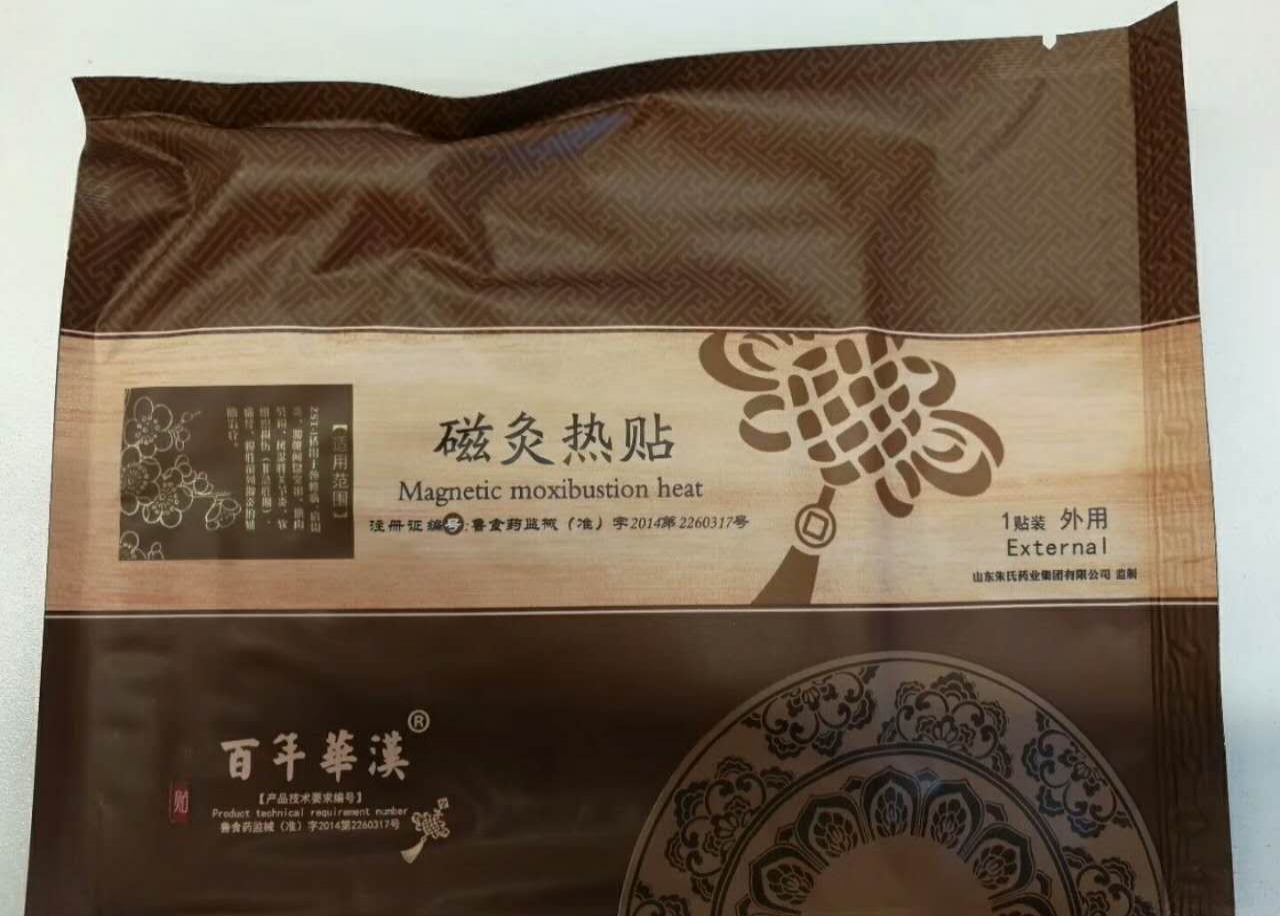 【适用范围】
磁灸热贴
Magnetic moxibustion heat
注册证编号:鲁食药监械（准）字2014第2260317号
1贴装 外用
External
山东朱氏药业集团有限公司 监制
百年華漢®
贴
【产品技术要求编号】
Product technical requirement number
鲁食药监械（准）字2014第2260317号